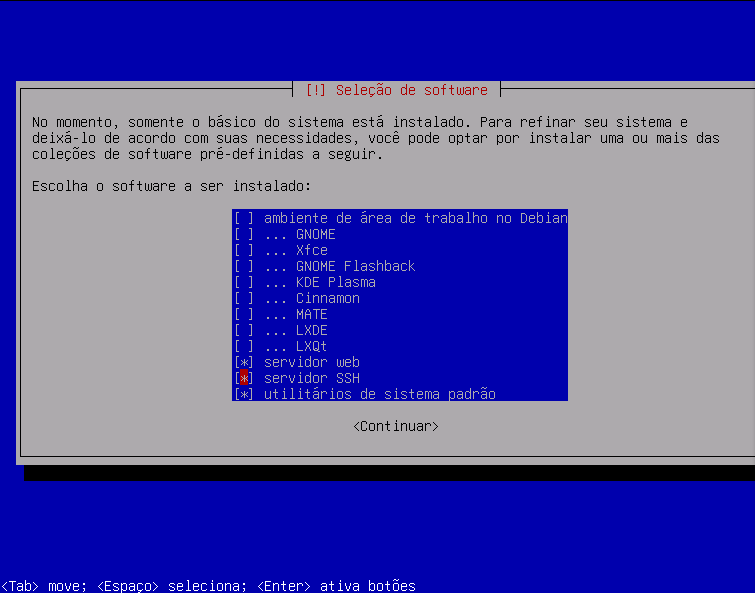 [!] Seleção de software
No momento, somente o básico do sistema está instalado. Para refinar seu sistema e
deixá-lo de acordo com suas necessidades, você pode optar por instalar uma ou mais das
coleções de software pré-definidas a seguir.
Escolha o software a ser instalado:
[ ] ambiente de área de trabalho no Debian
[ ] ... GNOME
[ ] ... Xfce
[ ] ... GNOME Flashback
[ ] ... KDE Plasma
[ ] ... Cinnamon
[ ] ... MATE
[ ] ... LXDE
[ ] ... LXQt
[*] servidor web
[*] servidor SSH
[*] utilitários de sistema padrão
<Continuar>
<Tab> move; <Espaço> seleciona; <Enter> ativa botões